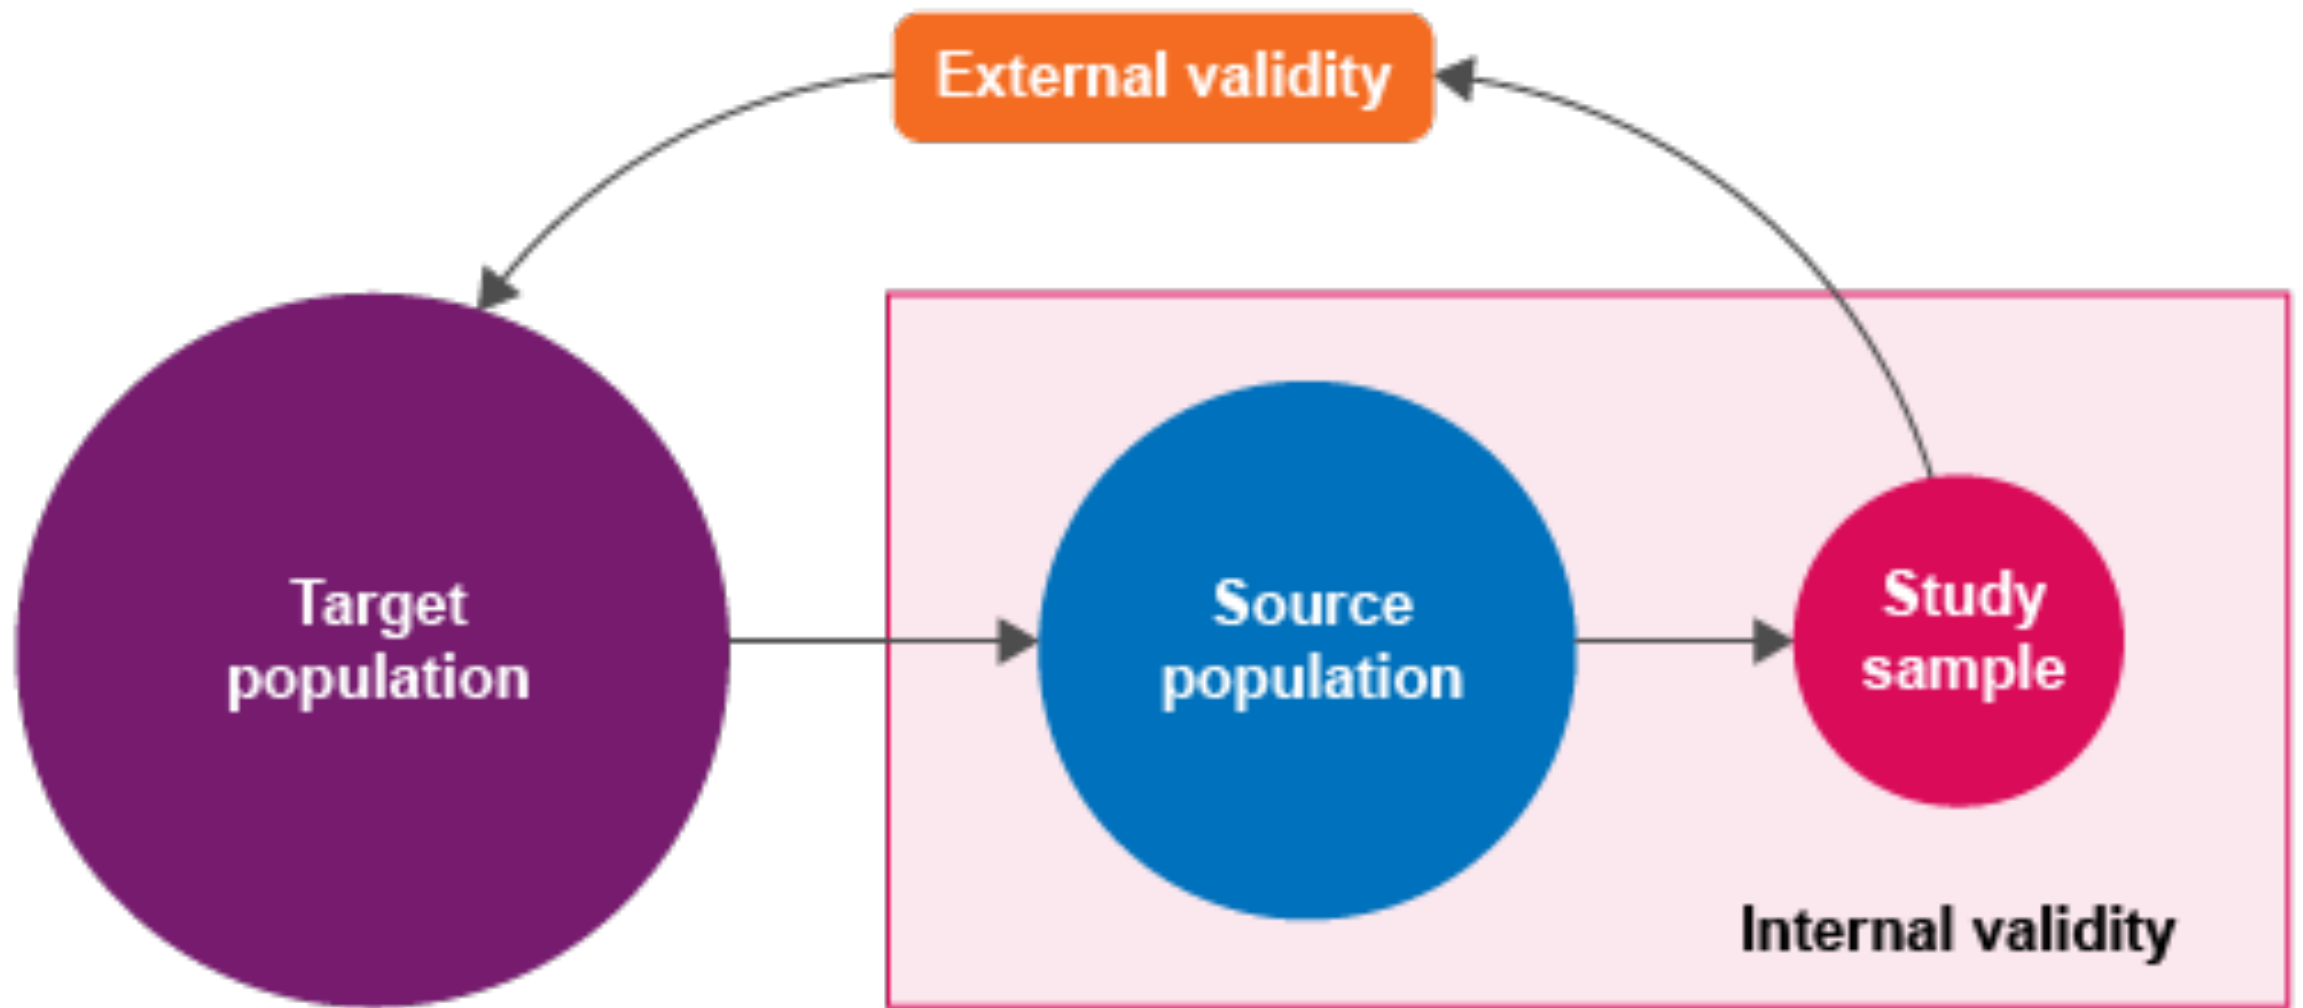 External validity
Target
population
Source
population
Study
sample
Internal validity